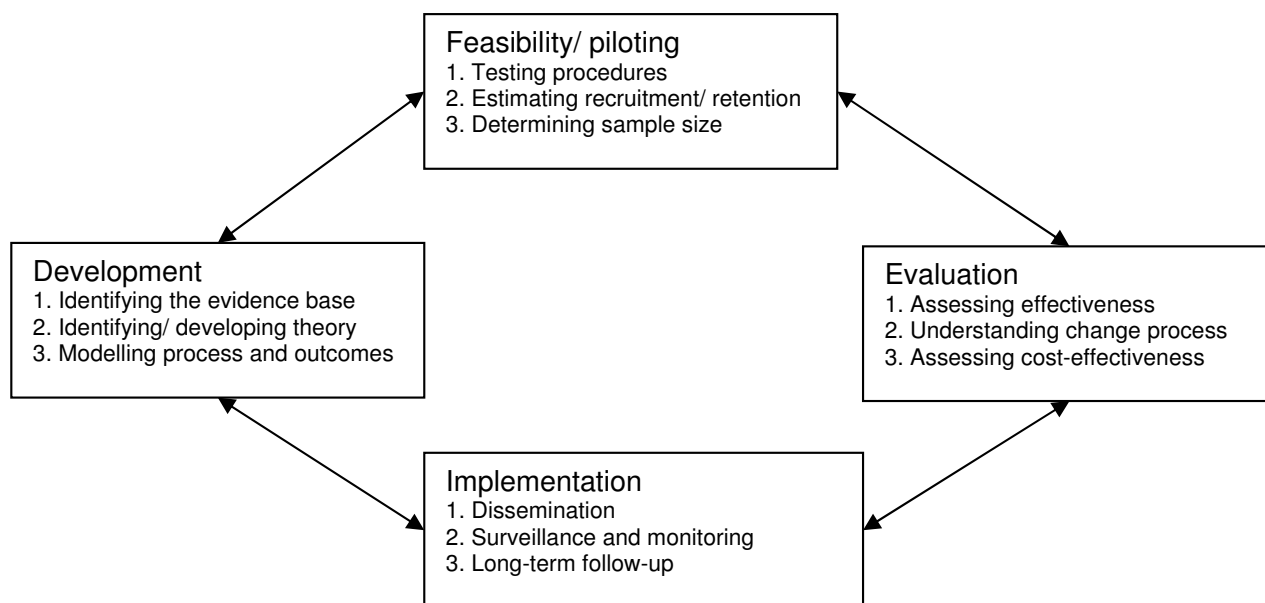 Feasibility/ piloting
1. Testing procedures
2. Estimating recruitment/ retention
3. Determining sample size
Development
1. Identifying the evidence base
2. Identifying/ developing theory
3. Modelling process and outcomes
Evaluation
1. Assessing effectiveness
2. Understanding change process
3. Assessing cost-effectiveness
Implementation
1. Dissemination
2. Surveillance and monitoring
3. Long-term follow-up